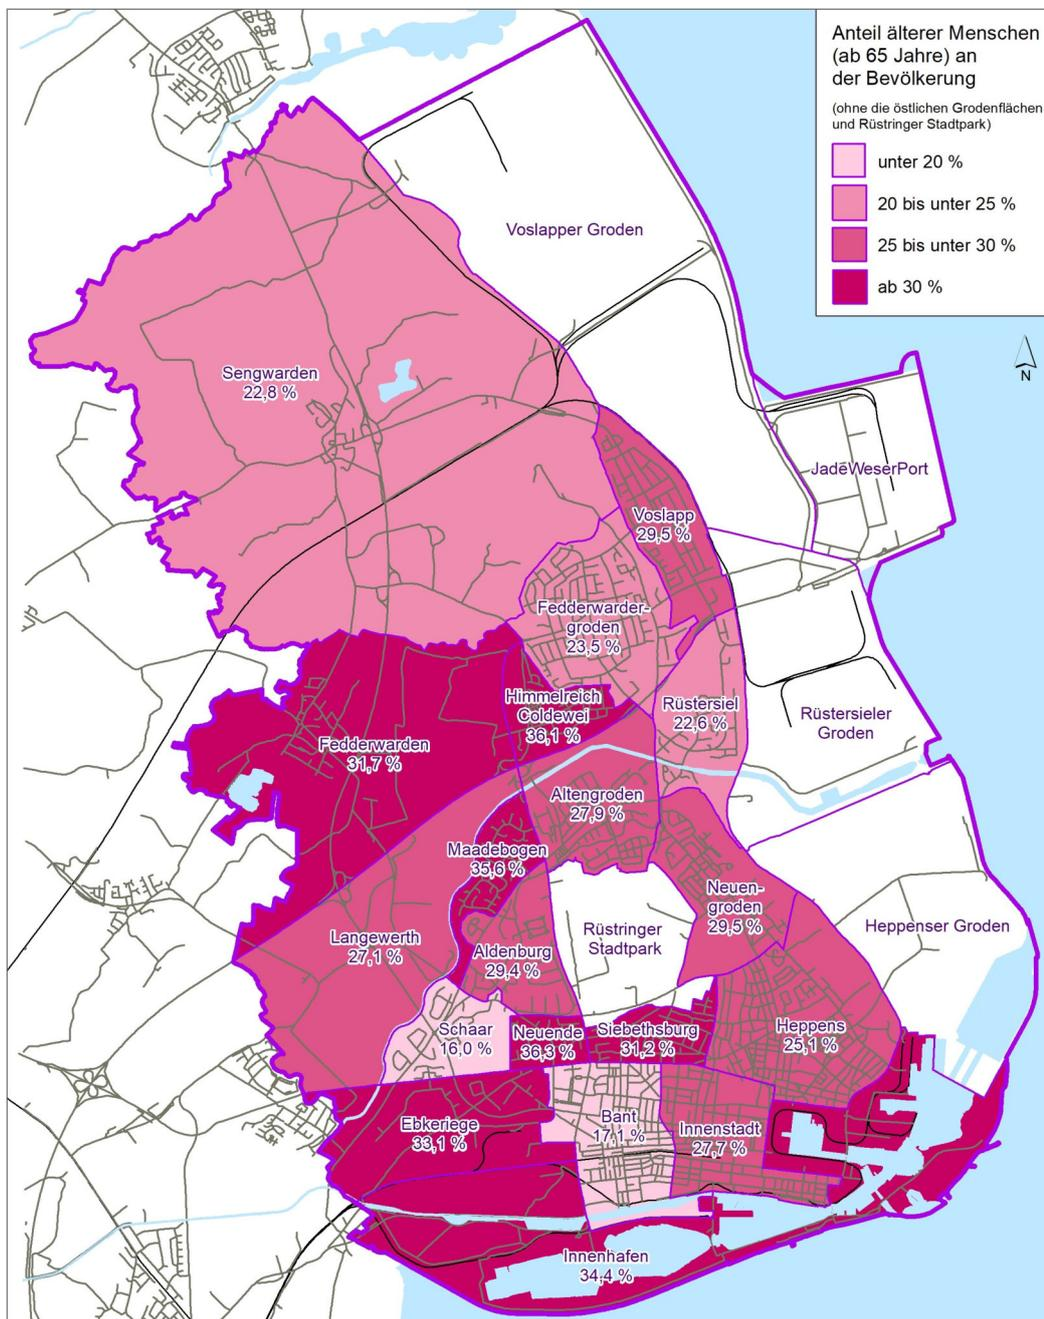 Anteil älterer Menschen
(ab 65 Jahre) an
der Bevölkerung
(ohne die östlichen Grodenflächen
und Rüstringer Stadtpark)
unter 20 %
20 bis unter 25 %
25 bis unter 30 %
ab 30 %
N
Voslapper Groden
Sengwarden
22,8 %
JadeWeserPort
Voslapp
29,5 %
Fedderwarder-
groden
23,5 %
Himmelreich
Coldewei
36,1 %
Rüstersiel
22,6 %
Rüstersieler
Groden
Fedderwarden
31,7 %
Altengroden
27,9 %
Maadebogen
35,6 %
Neuen-
groden
29,5 %
Heppenser Groden
Rüstringer
Stadtpark
Langewerth
27,1 %
Aldenburg
29,4 %
Schaar
16,0 %
Neuende
36,3 %
Siebethsburg
31,2 %
Heppens
25,1 %
Ebkeriege
33,1 %
Bant
17,1 %
Innenstadt
27,7 %
Innenhafen
34,4 %